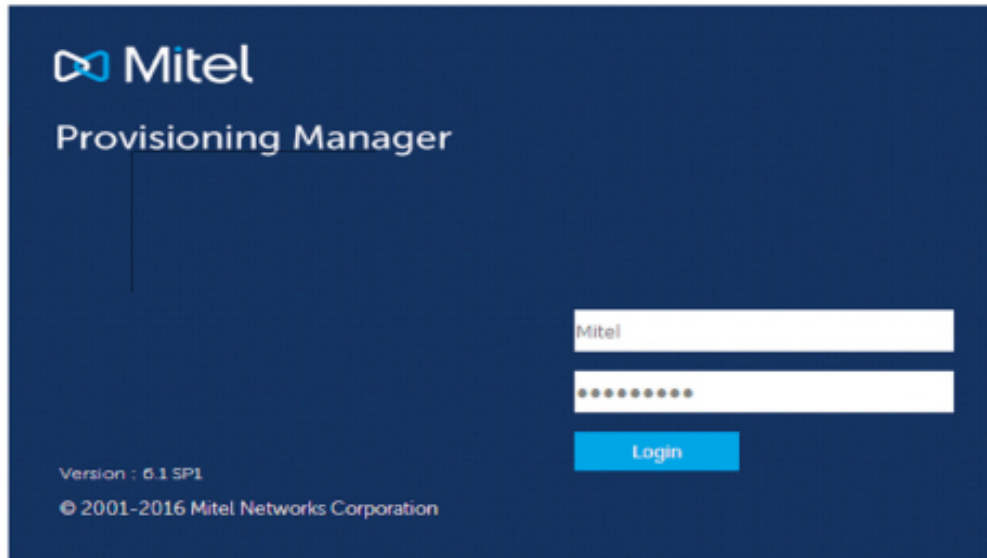 Mitel
Provisioning Manager
Mitel
●●●●●●●●●
Login
Version : 6.1 SP1
© 2001-2016 Mitel Networks Corporation